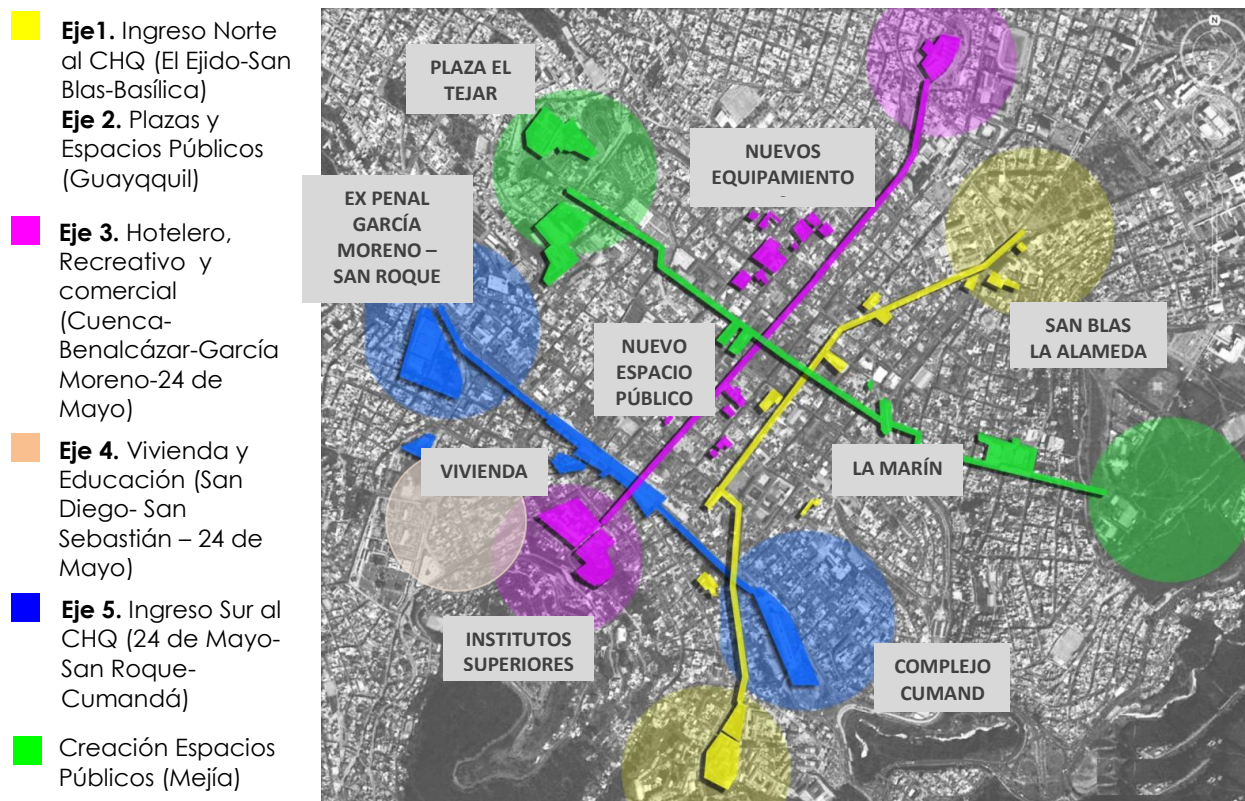 Eje1. Ingreso Norte
al CHQ (El Ejido-San
Blas-Basílica)
Eje 2. Plazas y
Espacios Públicos
(Guayqquil)
Eje 3. Hotelero,
Recreativo y
comercial
(Cuenca-
Benalcázar-García
Moreno-24 de
Mayo)
Eje 4. Vivienda y
Educación (San
Diego- San
Sebastián – 24 de
Mayo)
Eje 5. Ingreso Sur al
CHQ (24 de Mayo-
San Roque-
Cumandá)
Creación Espacios
Públicos (Mejía)
N
PLAZA EL
TEJAR
NUEVOS
EQUIPAMIENTO
EX PENAL
GARCÍA
MORENO –
SAN ROQUE
SAN BLAS
LA ALAMEDA
NUEVO
ESPACIO
PÚBLICO
VIVIENDA
LA MARÍN
INSTITUTOS
SUPERIORES
COMPLEJO
CUMAND